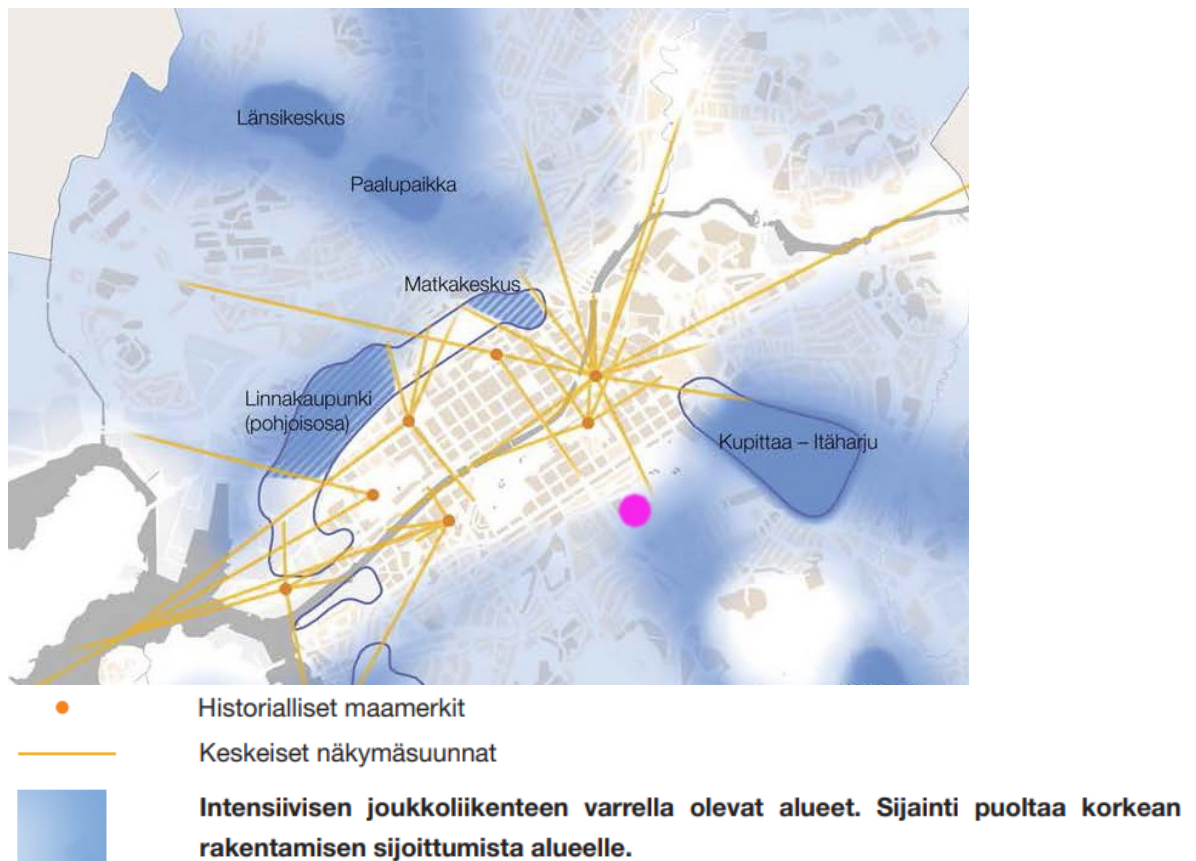 Länsikeskus
Paalupaikka
Matkakeskus
Linnakaupunki
(pohjoisosa)
Kupittaa – Itäharju
Historialliset maamerkit
Keskeiset näkymäsuunnat
Intensiivisen joukkoliikenteen varrella olevat alueet. Sijainti puoltaa korkean
rakentamisen sijoittumista alueelle.